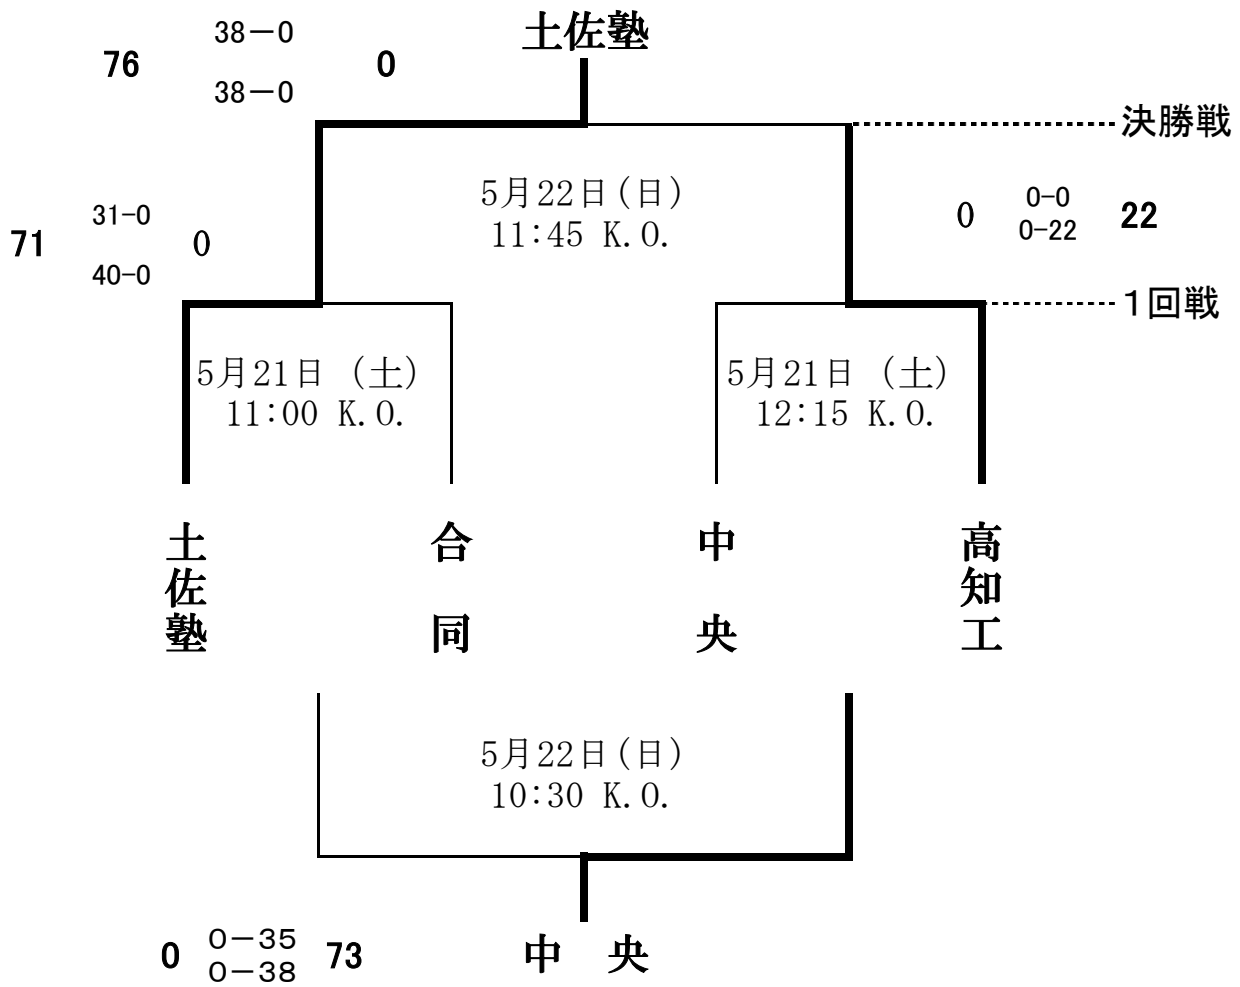 38－0
土佐塾
76
0
38－0
決勝戦
5月22日(日)
11:45 K.O.
0-0
0
22
0-22
31-0
71
0
40-0
1回戦
5月21日 (土)
11:00 K.O.
5月21日 (土)
12:15 K.O.
土佐塾
合同
中央
高知工
5月22日(日)
10:30 K.O.
0－35
0
73
0－38
中 央